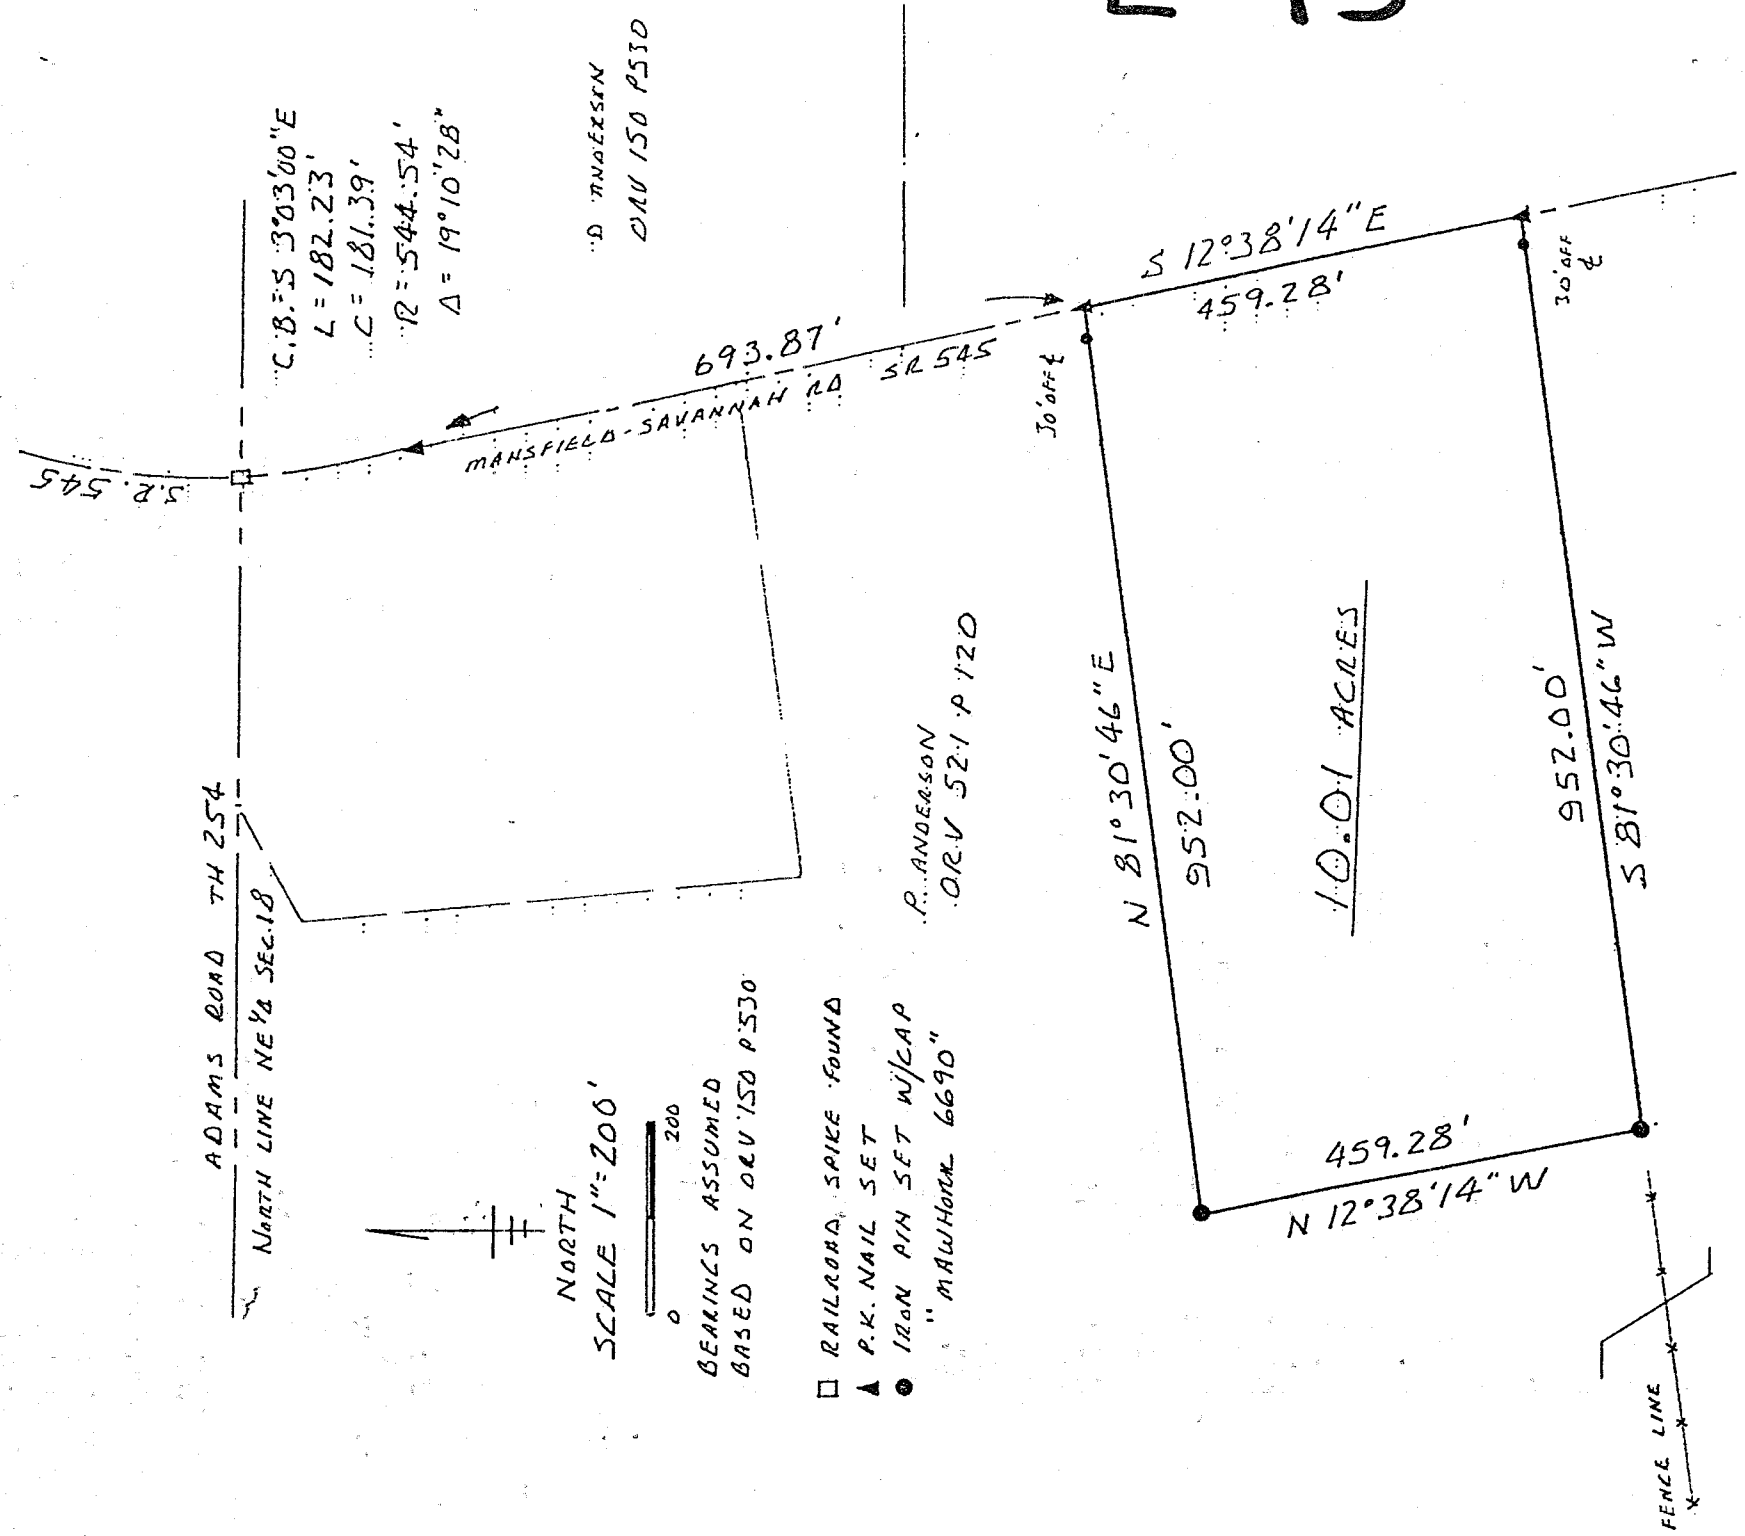 S.R. 545
C.B.=S 3°03'00"E
L = 182.23'
C = 181.39'
R = 544.54'
Δ = 19°10'28"
D ANDERSON
ORV 150 P530
693.87'
MANSFIELD-SAVANNAH RD SR 545
ADAMS ROAD TH 254
NORTH LINE NE 1/4 SEC. 18
NORTH
SCALE 1"=200'
0 200
BEARINGS ASSUMED
BASED ON ORV 150 P530
□ RAILROAD SPIKE FOUND
▲ P.K. NAIL SET
● IRON PIN SET W/CAP
"MAWHORR 6690"
P. ANDERSON
O.R.V 521 P 120
30' OFF ℄
S 12°38'14" E
459.28'
30' OFF
℄
N 81°30'46" E
952.00'
10.01 ACRES
952.00'
S 81°30'46" W
459.28'
N 12°38'14" W
FENCE LINE